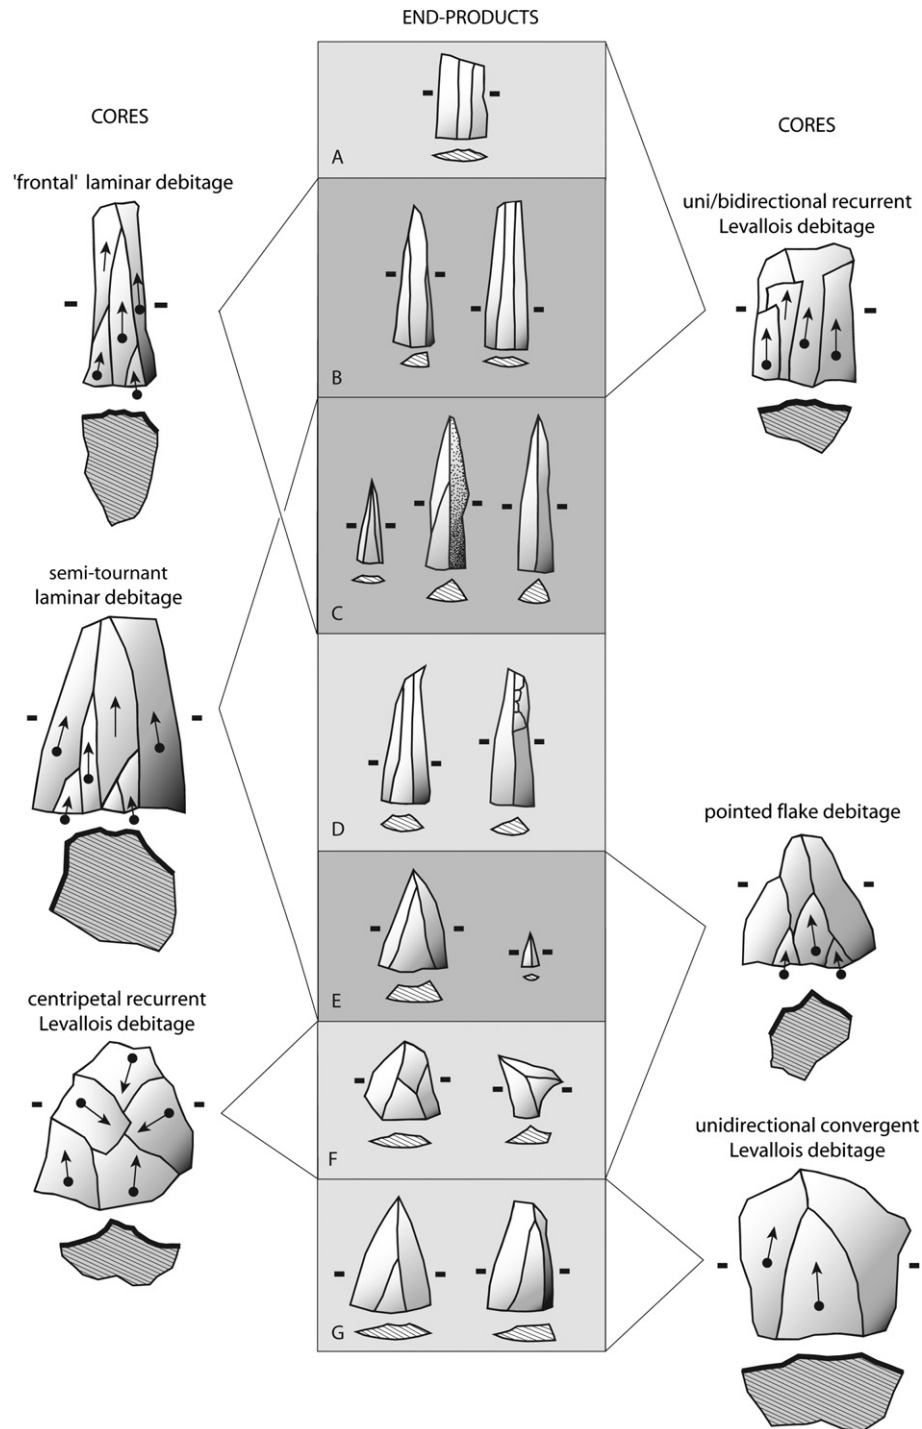 END-PRODUCTS
CORES
'frontal' laminar debitage
semi-tournant
laminar debitage
centripetal recurrent
Levallois debitage
A
B
C
D
E
F
G
CORES
uni/bidirectional recurrent
Levallois debitage
pointed flake debitage
unidirectional convergent
Levallois debitage